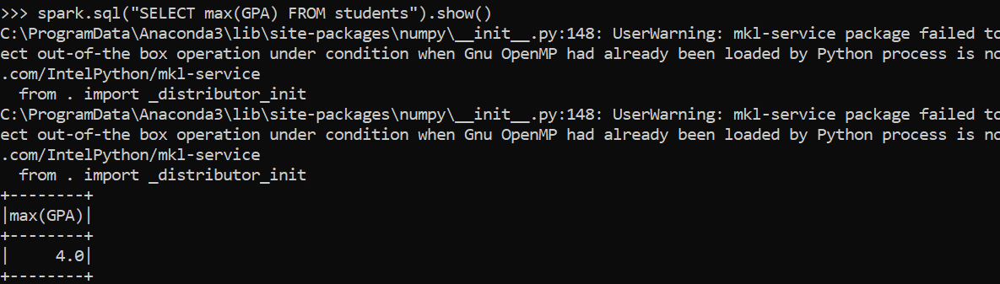 >>> spark.sql("SELECT max(GPA) FROM students").show()
C:\ProgramData\Anaconda3\lib\site-packages\numpy\__init__.py:148: UserWarning: mkl-service package failed to
ect out-of-the box operation under condition when Gnu OpenMP had already been loaded by Python process is no
.com/IntelPython/mkl-service
  from . import _distributor_init
C:\ProgramData\Anaconda3\lib\site-packages\numpy\__init__.py:148: UserWarning: mkl-service package failed to
ect out-of-the box operation under condition when Gnu OpenMP had already been loaded by Python process is no
.com/IntelPython/mkl-service
  from . import _distributor_init
+--------+
|max(GPA)|
+--------+
|     4.0|
+--------+